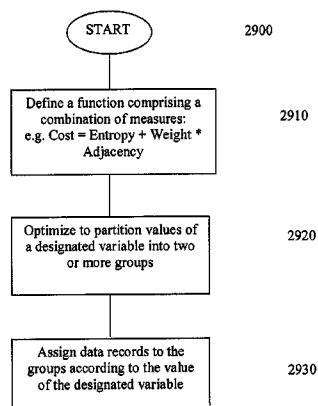 START
2900
Define a function comprising a
combination of measures:
e.g. Cost = Entropy + Weight *
Adjacency
2910
Optimize to partition values of
a designated variable into two
or more groups
2920
Assign data records to the
groups according to the value
of the designated variable
2930